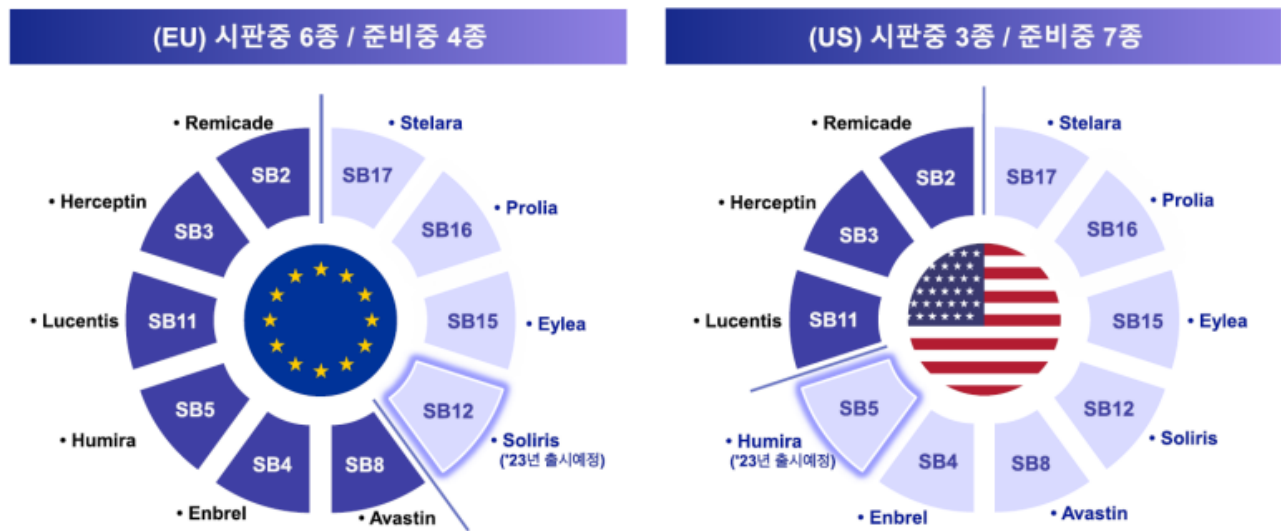 (EU) 시판중 6종 / 준비중 4종
• Remicade
• Stelara
SB2
SB17
• Herceptin
• Prolia
SB3
SB16
• Lucentis
SB11
SB15
• Eylea
SB5
SB12
• Humira
• Soliris
('23년 출시예정)
SB4
SB8
• Enbrel
• Avastin
(US) 시판중 3종 / 준비중 7종
• Remicade
• Stelara
SB2
SB17
• Herceptin
• Prolia
SB3
SB16
• Lucentis
SB11
SB15
• Eylea
SB5
SB12
• Humira
('23년 출시예정)
• Soliris
SB4
SB8
• Enbrel
• Avastin